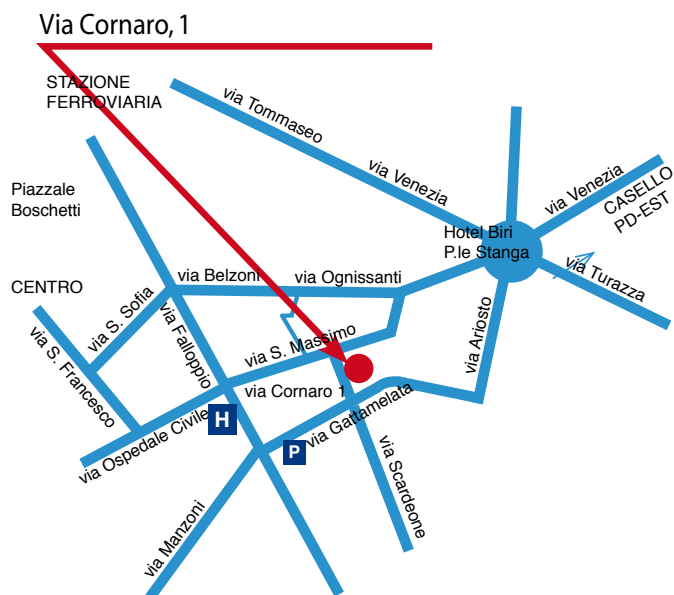 Via Cornaro, 1
STAZIONE
FERROVIARIA
via Tommaseo
via Venezia
via Venezia
CASELLO
PD-EST
Piazzale
Boschetti
Hotel Biri
P.le Stanga
via Turazza
CENTRO
via Belzoni
via Ognissanti
via S. Sofia
via Falloppio
via S. Massimo
via Ariosto
via S. Francesco
via Cornaro 1
via Gattamelata
via Ospedale Civile
H
P
via Scardeone
via Manzoni